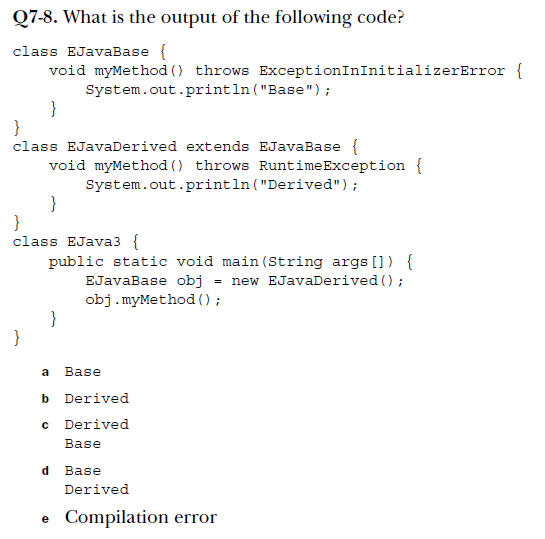 Q7-8. What is the output of the following code?
class EJavaBase {
    void myMethod() throws ExceptionInInitializerError {
        System.out.println("Base");
    }
}
class EJavaDerived extends EJavaBase {
    void myMethod() throws RuntimeException {
        System.out.println("Derived");
    }
}
class EJava3 {
    public static void main(String args[]) {
        EJavaBase obj = new EJavaDerived();
        obj.myMethod();
    }
}
a Base
b Derived
c Derived
Base
d Base
Derived
e Compilation error